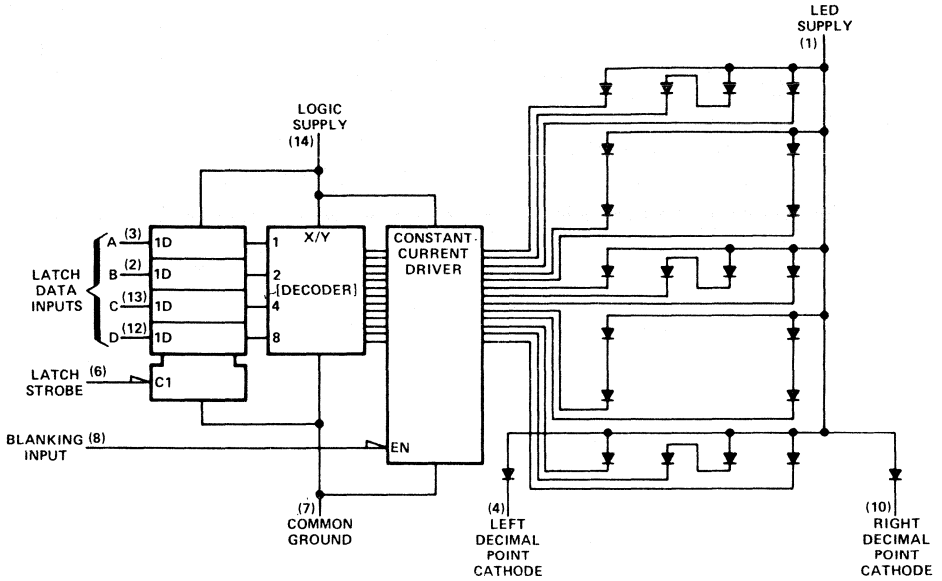 LED
SUPPLY
(1)
LOGIC
SUPPLY
(14)
X/Y
CONSTANT-
CURRENT
DRIVER
LATCH
DATA
INPUTS
A (3) 1D 1
B (2) 1D 2
[DECODER]
C (13) 1D 4
D (12) 1D 8
LATCH
STROBE
(6)
C1
BLANKING
INPUT
(8)
EN
(7)
COMMON
GROUND
(4)
LEFT
DECIMAL
POINT
CATHODE
(10)
RIGHT
DECIMAL
POINT
CATHODE